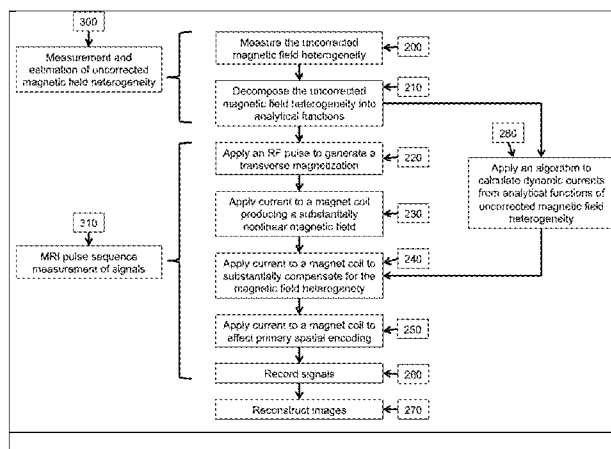 300
Measurement and
estimation of uncorrected
magnetic field heterogeneity
Measure the uncorrected
magnetic field heterogeneity
200
Decompose the uncorrected
magnetic field heterogeneity into
analytical functions
210
Apply an RF pulse to generate a
transverse magnetization
220
280
Apply an algorithm to
calculate dynamic currents
from analytical functions of
uncorrected magnetic field
heterogeneity
310
MRI pulse sequence
measurement of signals
Apply current to a magnet coil
producing a substantially
nonlinear magnetic field
230
Apply current to a magnet coil to
substantially compensate for the
magnetic field heterogeneity
240
Apply current to a magnet coil to
affect primary spatial encoding
250
Record signals
260
Reconstruct images
270